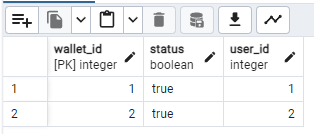 wallet_id status user_id
[PK] integer boolean integer
1 1 true 1
2 2 true 2